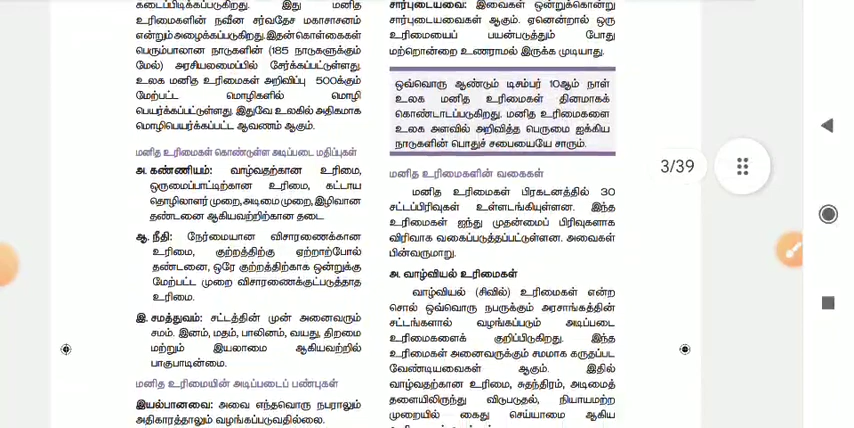 கடைப்பிடிக்கப்படுகிறது. இது மனித
உரிமைகளின் நவீன சர்வதேச மகாசாசனம்
என்றும் அழைக்கப்படுகிறது.இதன்கொள்கைகள்
பெரும்பாலான நாடுகளின் (185 நாடுகளுக்கும்
மேல்) அரசியலமைப்பில் சேர்க்கப்பட்டுள்ளது.
உலக மனித உரிமைகள் அறிவிப்பு 500க்கும்
மேற்பட்ட மொழிகளில் மொழி
பெயர்க்கப்பட்டுள்ளது. இதுவே உலகில் அதிகமாக
மொழிபெயர்க்கப்பட்ட ஆவணம் ஆகும்.
மனித உரிமைகள் கொண்டுள்ள அடிப்படை மதிப்புகள்
அ. கண்ணியம்: வாழ்வதற்கான உரிமை,
ஒருமைப்பாட்டிற்கான உரிமை, கட்டாய
தொழிலாளர் முறை, அடிமை முறை, இழிவான
தண்டனை ஆகியவற்றிற்கான தடை.
ஆ. நீதி: நேர்மையான விசாரணைக்கான
உரிமை, குற்றத்திற்கு ஏற்றாற்போல்
தண்டனை, ஒரே குற்றத்திற்காக ஒன்றுக்கு
மேற்பட்ட முறை விசாரணைக்குட்படுத்தாத
உரிமை.
இ. சமத்துவம்: சட்டத்தின் முன் அனைவரும்
சமம். இனம், மதம், பாலினம், வயது, திறமை
மற்றும் இயலாமை ஆகியவற்றில்
பாகுபாடின்மை.
மனித உரிமையின் அடிப்படைப் பண்புகள்
இயல்பானவை: அவை எந்தவொரு நபராலும்
அதிகாரத்தாலும் வழங்கப்படுவதில்லை.
சார்புடையவை: இவைகள் ஒன்றுக்கொன்று
சார்புடையவைகள் ஆகும். ஏனென்றால் ஒரு
உரிமையைப் பயன்படுத்தும் போது
மற்றொன்றை உணராமல் இருக்க முடியாது.
ஒவ்வொரு ஆண்டும் டிசம்பர் 10ஆம் நாள்
உலக மனித உரிமைகள் தினமாகக்
கொண்டாடப்படுகிறது. மனித உரிமைகளை
உலக அளவில் அறிவித்த பெருமை ஐக்கிய
நாடுகளின் பொதுச் சபையையே சாரும்.
மனித உரிமைகளின் வகைகள்
மனித உரிமைகள் பிரகடனத்தில் 30
சட்டப்பிரிவுகள் உள்ளடங்கியுள்ளன. இந்த
உரிமைகள் ஐந்து முதன்மைப் பிரிவுகளாக
விரிவாக வகைப்படுத்தப்பட்டுள்ளன. அவைகள்
பின்வருமாறு.
அ. வாழ்வியல் உரிமைகள்
வாழ்வியல் (சிவில்) உரிமைகள் என்ற
சொல் ஒவ்வொரு நபருக்கும் அரசாங்கத்தின்
சட்டங்களால் வழங்கப்படும் அடிப்படை
உரிமைகளைக் குறிப்பிடுகிறது. இந்த
உரிமைகள் அனைவருக்கும் சமமாக கருதப்பட
வேண்டியவைகள் ஆகும். இதில்
வாழ்வதற்கான உரிமை, சுதந்திரம், அடிமைத்
தளையிலிருந்து விடுபடுதல், நியாயமற்ற
முறையில் கைது செய்யாமை ஆகிய
3/39